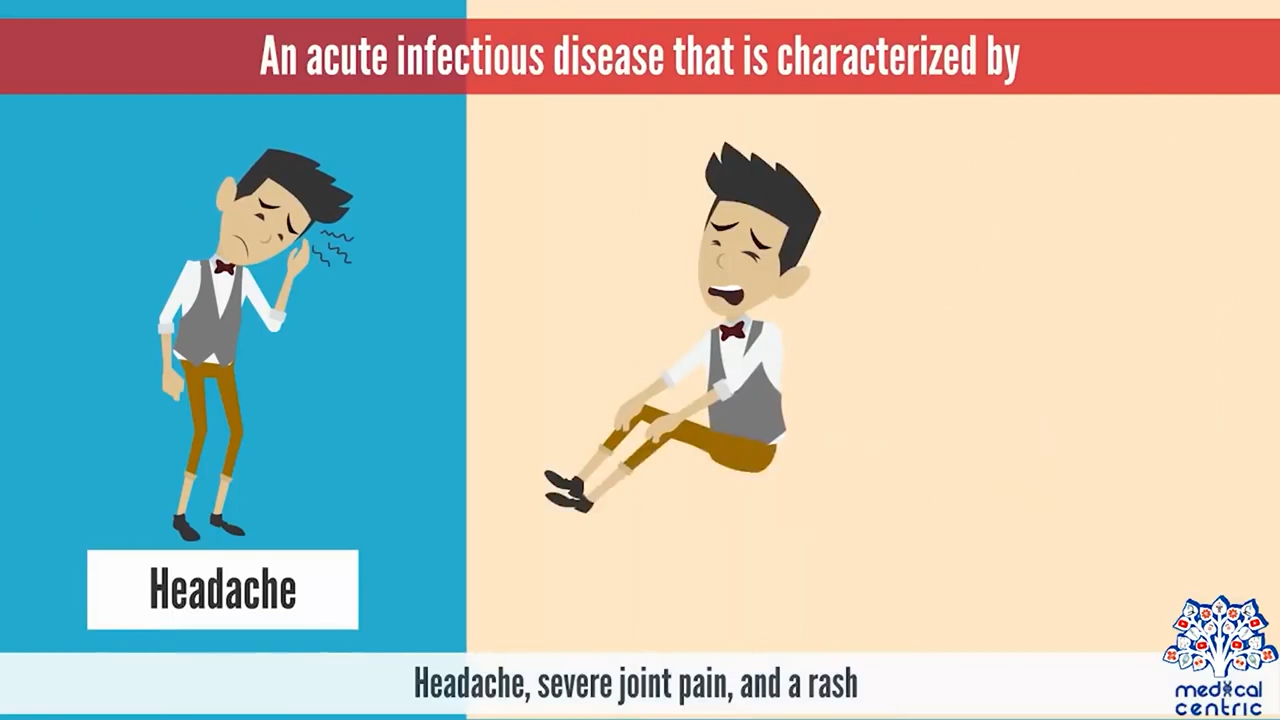 An acute infectious disease that is characterized by
Headache
Headache, severe joint pain, and a rash
medical
centric